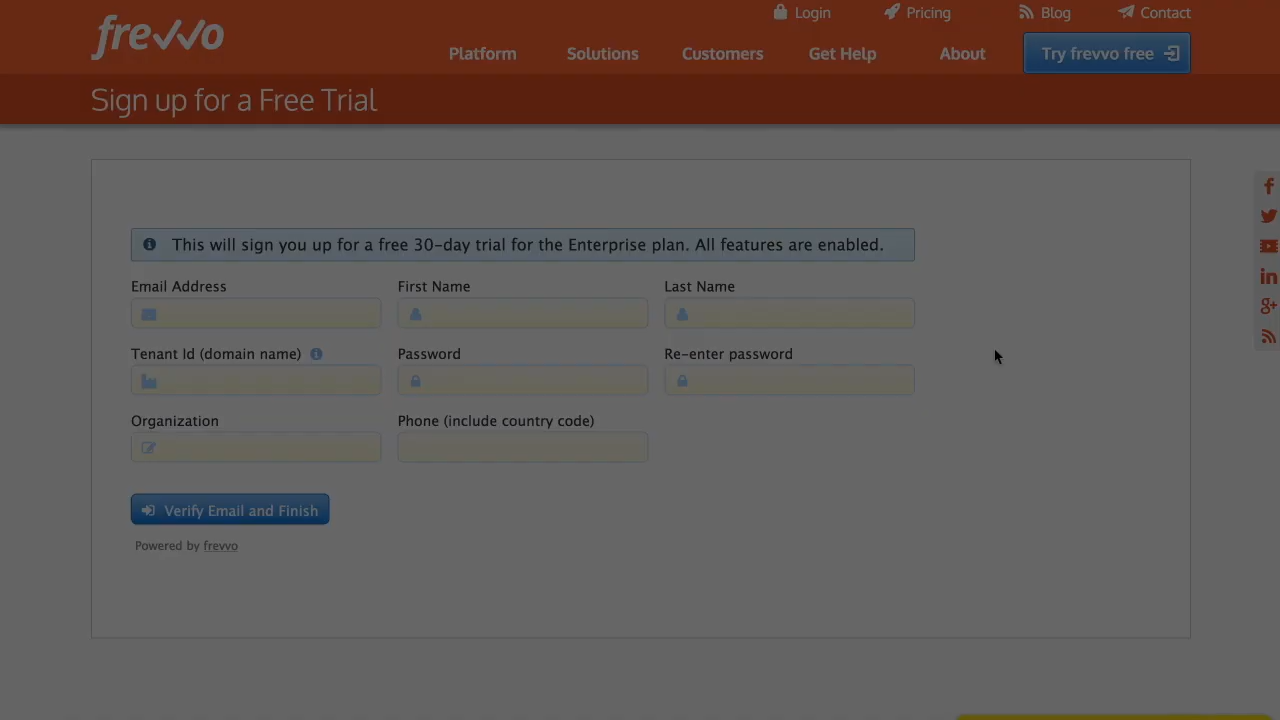 frevvo
Login
Pricing
Blog
Contact
Platform
Solutions
Customers
Get Help
About
Try frevvo free
Sign up for a Free Trial
This will sign you up for a free 30-day trial for the Enterprise plan. All features are enabled.
Email Address
First Name
Last Name
Tenant Id (domain name)
Password
Re-enter password
Organization
Phone (include country code)
Verify Email and Finish
Powered by frevvo